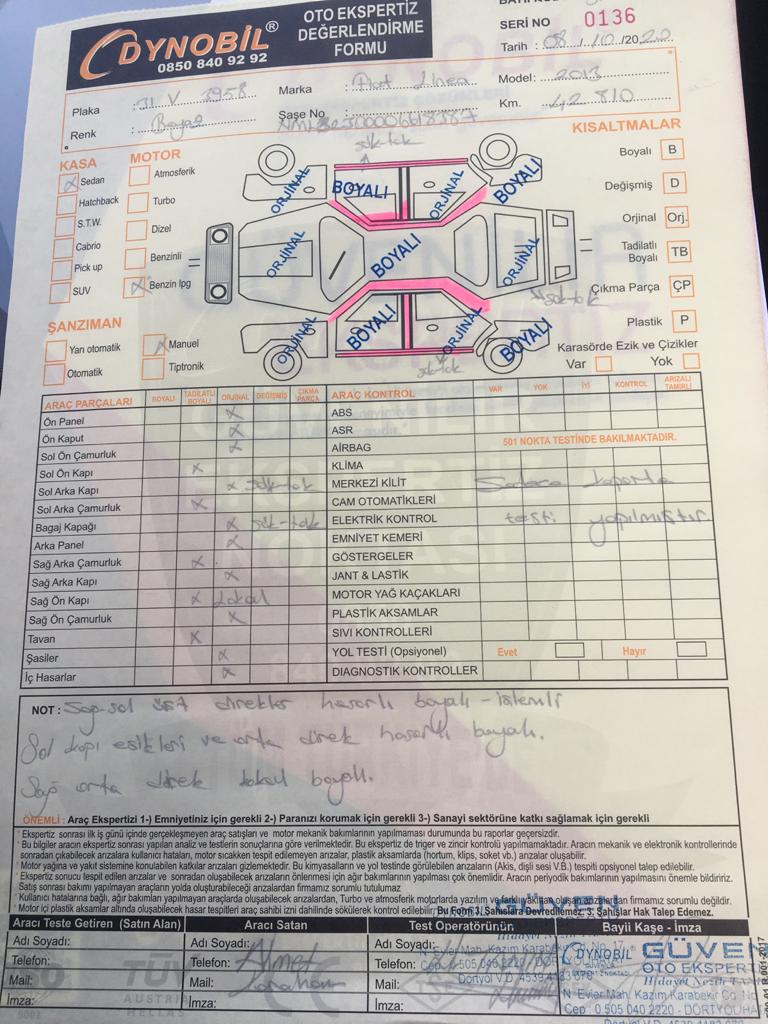 DYNOBİL®
0850 840 92 92
OTO EKSPERTİZ
DEĞERLENDİRME
FORMU
SERİ NO 0136
Tarih : 08 / 10 / 2020
Plaka : 31 V 3958
Marka : Fiat Linea
Model: 2013
Renk : Beyaz
Şase No
Km. 42 810
KASA
Sedan
Hatchback
S.T.W.
Cabrio
Pick up
SUV
MOTOR
Atmosferik
Turbo
Dizel
Benzinli
Benzin lpg
ŞANZIMAN
Yarı otomatik
Manuel
Otomatik
Tiptronik
sök-tak
ORJİNAL
BOYALI
ORJİNAL
BOYALI
ORJİNAL
BOYALI
ORJİNAL
sök-tak
ORJİNAL
BOYALI
ORJİNAL
BOYALI
sök-tak
KISALTMALAR
Boyalı B
Değişmiş D
Orjinal Orj.
Tadilatlı
Boyalı TB
Çıkma Parça ÇP
Plastik P
Karasörde Ezik ve Çizikler
Var Yok
ARAÇ PARÇALARI BOYALI TADİLATLI BOYALI ORJİNAL DEĞİŞMİŞ ÇIKMA PARÇA
Ön Panel X
Ön Kaput X
Sol Ön Çamurluk X
Sol Ön Kapı X
Sol Arka Kapı X sök-tak
Sol Arka Çamurluk X
Bagaj Kapağı X sök-tak
Arka Panel X
Sağ Arka Çamurluk X
Sağ Arka Kapı X
Sağ Ön Kapı X Lokal
Sağ Ön Çamurluk X
Tavan X
Şasiler X
İç Hasarlar X
ARAÇ KONTROL VAR YOK İYİ KONTROL ARIZALI TAMİRLİ
ABS
ASR
AİRBAG 501 NOKTA TESTİNDE BAKILMAKTADIR.
KLİMA
MERKEZİ KİLİT Sadece kaporta
CAM OTOMATİKLERİ
ELEKTRİK KONTROL testi yapılmıştır
EMNİYET KEMERİ
GÖSTERGELER
JANT & LASTİK
MOTOR YAĞ KAÇAKLARI
PLASTİK AKSAMLAR
SIVI KONTROLLERİ
YOL TESTİ (Opsiyonel) Evet Hayır
DIAGNOSTIK KONTROLLER
NOT : Sağ-sol üst direkler hasarlı boyalı - işlemli
Sol kapı eşikleri ve orta direk hasarlı boyalı.
Sağ orta direk lokal boyalı.
ÖNEMLİ : Araç Ekspertizi 1-) Emniyetiniz için gerekli 2-) Paranızı korumak için gerekli 3-) Sanayi sektörüne katkı sağlamak için gerekli
* Ekspertiz sonrası ilk iş günü içinde gerçekleşmeyen araç satışları ve motor mekanik bakımlarının yapılmaması durumunda bu raporlar geçersizdir.
* Bu bilgiler aracın ekspertiz sonrası yapılan analiz ve testlerin sonuçlarına göre verilmektedir. Bu ekspertiz de triger ve zincir kontrolü yapılmamaktadır. Aracın mekanik ve elektronik kontrollerinde
sonradan çıkabilecek arızalara kullanıcı hataları, motor sıcakken tespit edilemeyen arızalar, plastik aksamlarda (hortum, klips, soket vb.) arızalar oluşabilir.
* Motor yağına ve yakıt sistemine konulabilen katkılar arızaları gizlemektedir. Bu kimyasalların ve yol testinde görülebilen arızaların (Akis, dişli sesi V.B.) tespiti opsiyonel talep edilebilir.
* Ekspertiz sonucu tespit edilen arızalar ve sonradan oluşabilecek arızaların önlenmesi için ağır bakımların yapılması çok önemlidir. Aracın periyodik bakımlarının yapılmasını önemle bildiririz.
Satış sonrası bakımı yapılmayan araçların yolda oluşturabileceği arızalardan firmamız sorumlu tutulamaz
* Kullanıcı hatalarına bağlı, ağır bakımları yapılmayan araçlarda oluşabilen arızalardan, Turbo ve atmosferik motorlarda yazılım ve firmamız sorumlu değildir.
* Motor içi plastik aksamlar altında oluşabilecek hasar tespitleri araç sahibi izni dahilinde sökülerek kontrol edilebilir. Bu Form 3. Şahıslara Devredilemez. 3. Şahıslar Hak Talep Edemez.
Aracı Teste Getiren (Satın Alan) Aracı Satan Test Operatörünün Bayii Kaşe - İmza
Adı Soyadı: Adı Soyadı: Ahmet Adı Soyadı:
Telefon: Telefon: Telefon:
Mail: Mail: Mail:
İmza: İmza: İmza:
DYNOBİL GÜVEN
OTO EKSPERTİZ
Evler Mah. Kazım Karabekir
Cep : 0 505 040 2220 - DÖRTYOL/HA